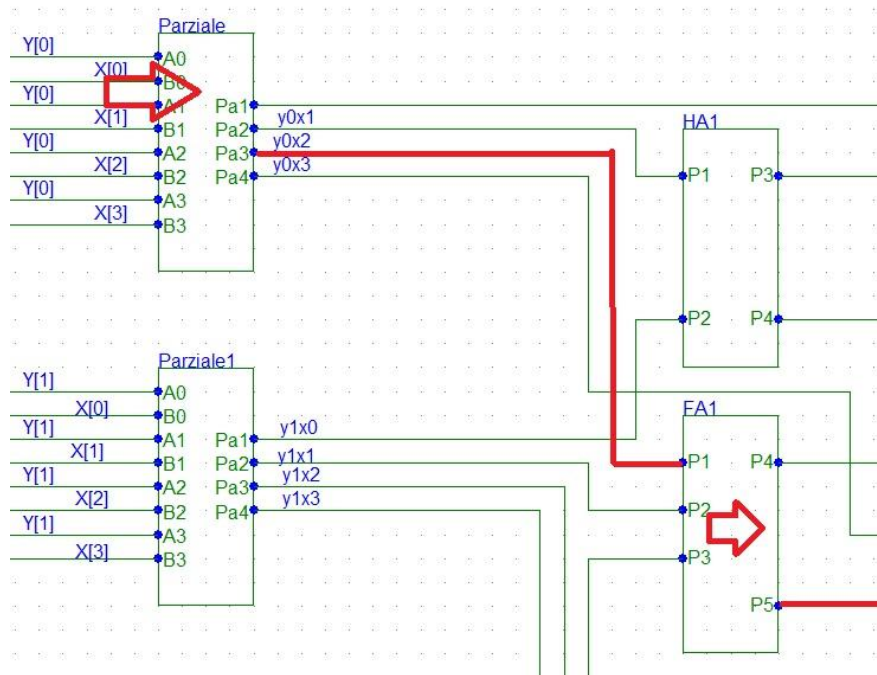 Parziale
Y[0]
A0
X[0]
B0
Y[0]
A1
Pa1
X[1]
B1
Pa2
y0x1
Y[0]
A2
Pa3
y0x2
X[2]
B2
Pa4
y0x3
Y[0]
A3
X[3]
B3
HA1
P1
P3
P2
P4
Parziale1
Y[1]
A0
X[0]
B0
Y[1]
A1
Pa1
y1x0
X[1]
B1
Pa2
y1x1
Y[1]
A2
Pa3
y1x2
X[2]
B2
Pa4
y1x3
Y[1]
A3
X[3]
B3
FA1
P1
P4
P2
P3
P5